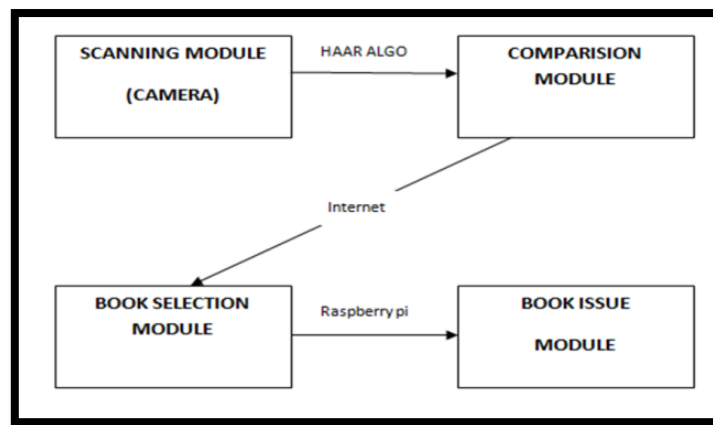 SCANNING MODULE
(CAMERA)
HAAR ALGO
COMPARISION
MODULE
Internet
BOOK SELECTION
MODULE
Raspberry pi
BOOK ISSUE
MODULE